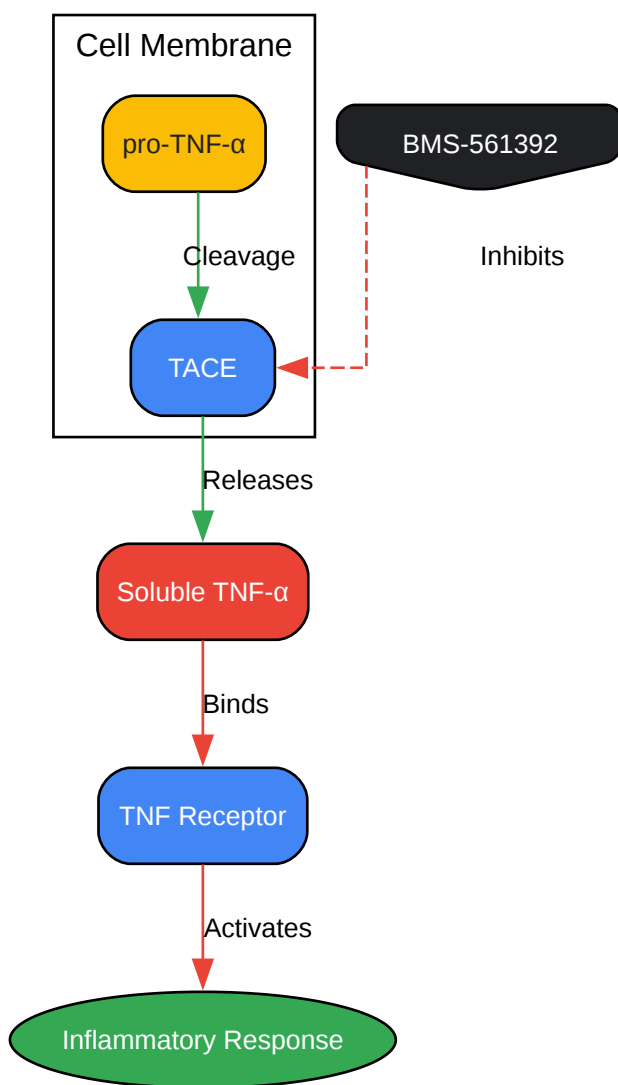 Cell Membrane
pro-TNF-α
BMS-561392
Cleavage
Inhibits
TACE
Releases
Soluble TNF-α
Binds
TNF Receptor
Activates
Inflammatory Response